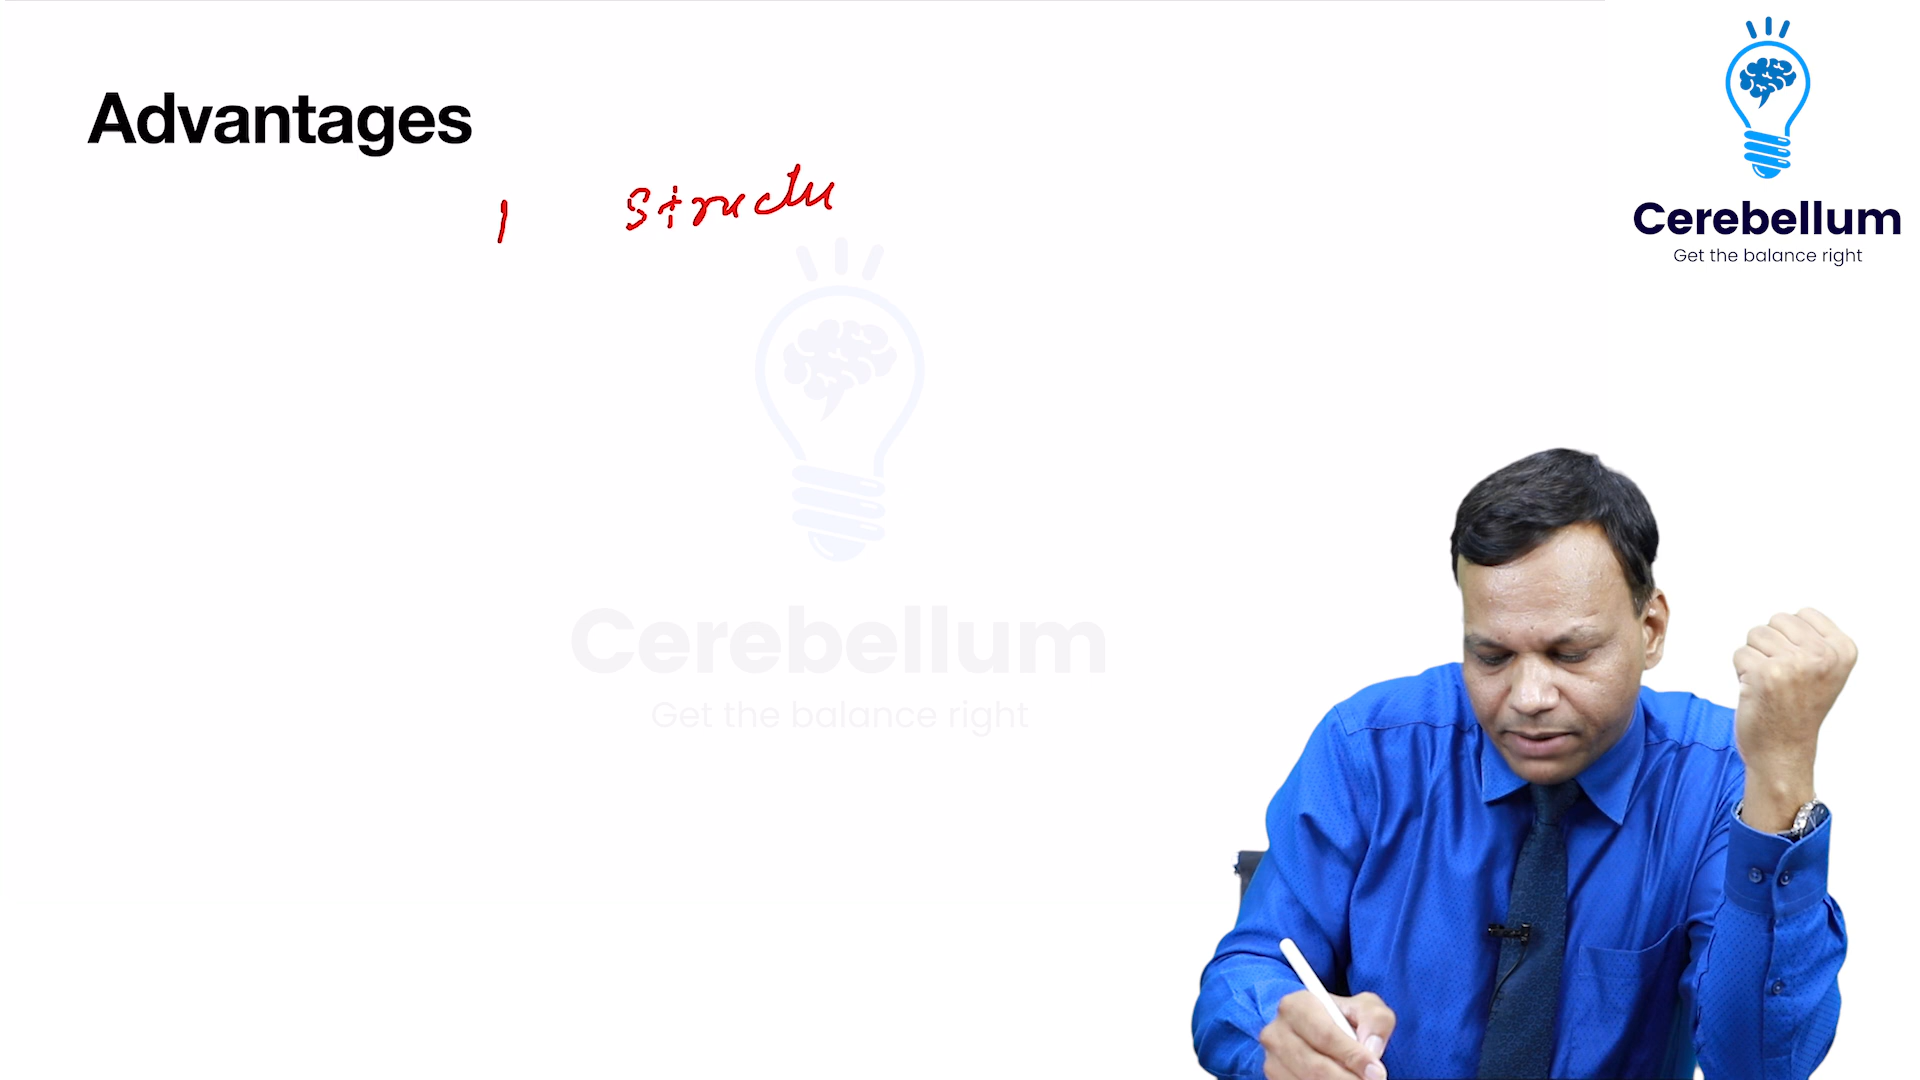 Advantages
1 Structu
Cerebellum
Get the balance right
Cerebellum
Get the balance right